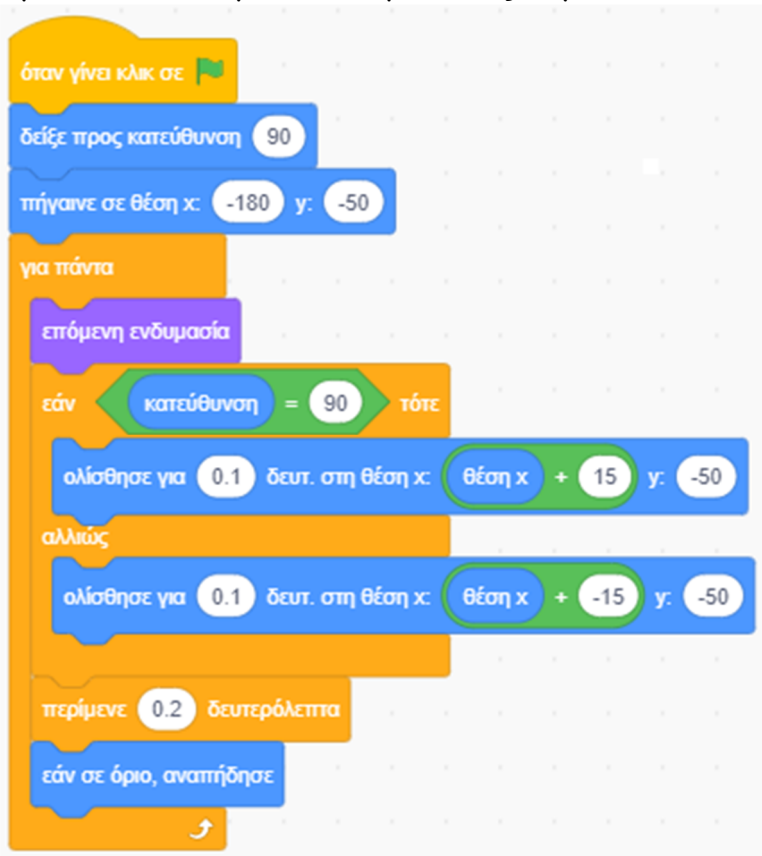 όταν γίνει κλικ σε
δείξε προς κατεύθυνση 90
πήγαινε σε θέση x: -180 y: -50
για πάντα
επόμενη ενδυμασία
εάν κατεύθυνση = 90 τότε
ολίσθησε για 0.1 δευτ. στη θέση x: θέση x + 15 y: -50
αλλιώς
ολίσθησε για 0.1 δευτ. στη θέση x: θέση x + -15 y: -50
περίμενε 0.2 δευτερόλεπτα
εάν σε όριο, αναπήδησε